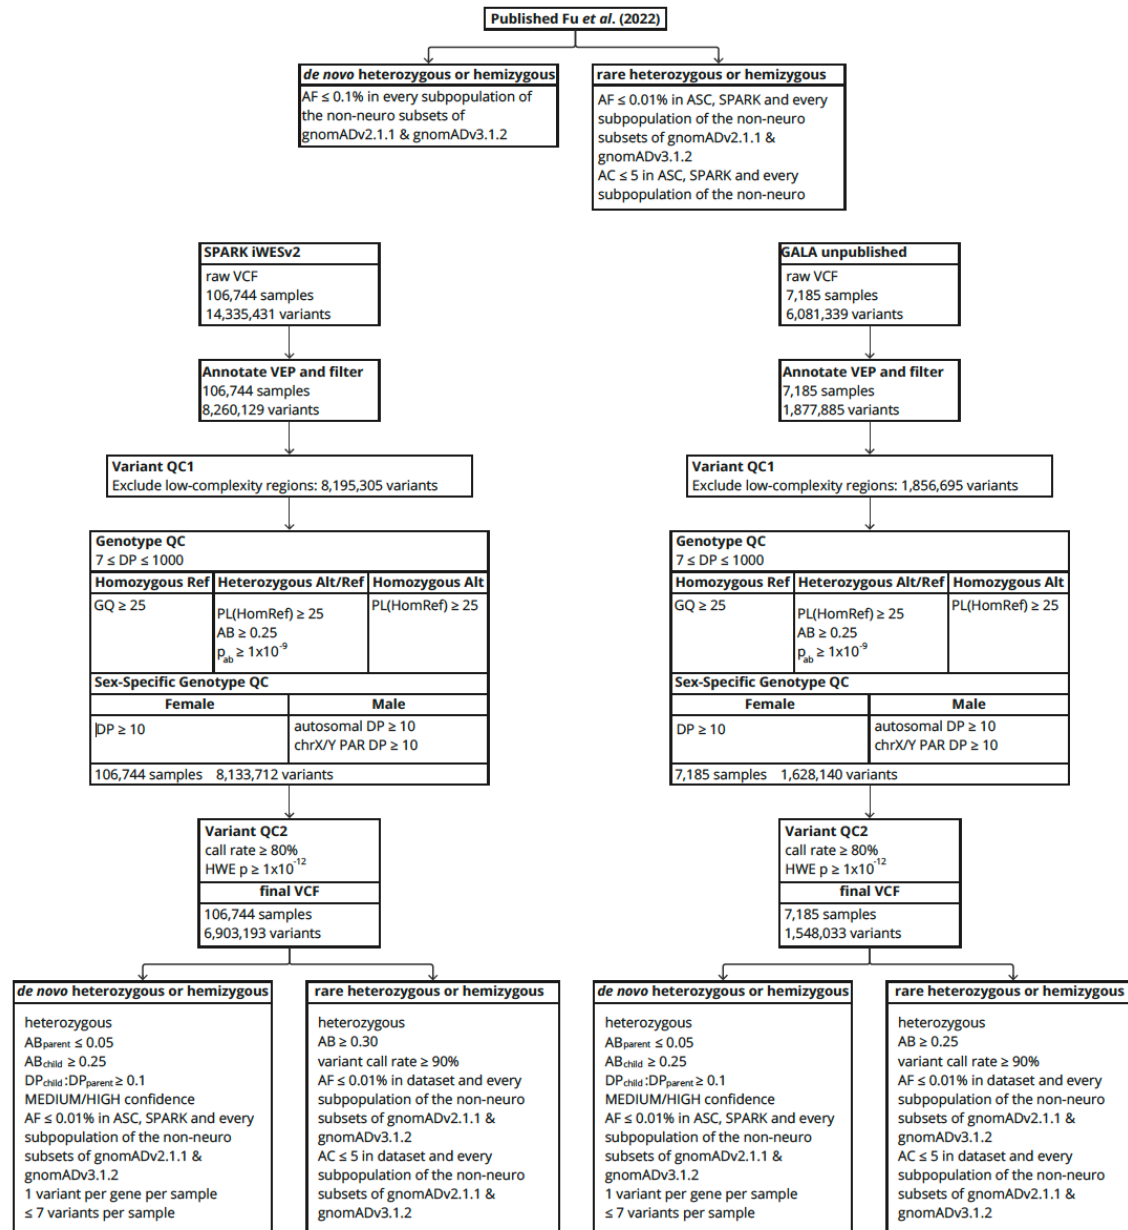 Published Fu et al. (2022)
de novo heterozygous or hemizygous
AF ≤ 0.1% in every subpopulation of
the non-neuro subsets of
gnomADv2.1.1 & gnomADv3.1.2
rare heterozygous or hemizygous
AF ≤ 0.01% in ASC, SPARK and every
subpopulation of the non-neuro
subsets of gnomADv2.1.1 &
gnomADv3.1.2
AC ≤ 5 in ASC, SPARK and every
subpopulation of the non-neuro
SPARK iWESv2
raw VCF
106,744 samples
14,335,431 variants
Annotate VEP and filter
106,744 samples
8,260,129 variants
Variant QC1
Exclude low-complexity regions: 8,195,305 variants
Genotype QC
7 ≤ DP ≤ 1000
Homozygous Ref
GQ ≥ 25
Heterozygous Alt/Ref
PL(HomRef) ≥ 25
AB ≥ 0.25
p_ab ≥ 1x10^-9
Homozygous Alt
PL(HomRef) ≥ 25
Sex-Specific Genotype QC
Female
DP ≥ 10
Male
autosomal DP ≥ 10
chrX/Y PAR DP ≥ 10
106,744 samples 8,133,712 variants
Variant QC2
call rate ≥ 80%
HWE p ≥ 1x10^-12
final VCF
106,744 samples
6,903,193 variants
de novo heterozygous or hemizygous
heterozygous
ABparent ≤ 0.05
ABchild ≥ 0.25
DPchild:DPparent ≥ 0.1
MEDIUM/HIGH confidence
AF ≤ 0.01% in ASC, SPARK and every
subpopulation of the non-neuro
subsets of gnomADv2.1.1 &
gnomADv3.1.2
1 variant per gene per sample
≤ 7 variants per sample
rare heterozygous or hemizygous
heterozygous
AB ≥ 0.30
variant call rate ≥ 90%
AF ≤ 0.01% in dataset and every
subpopulation of the non-neuro
subsets of gnomADv2.1.1 &
gnomADv3.1.2
AC ≤ 5 in dataset and every
subpopulation of the non-neuro
subsets of gnomADv2.1.1 &
gnomADv3.1.2
GALA unpublished
raw VCF
7,185 samples
6,081,339 variants
Annotate VEP and filter
7,185 samples
1,877,885 variants
Variant QC1
Exclude low-complexity regions: 1,856,695 variants
Genotype QC
7 ≤ DP ≤ 1000
Homozygous Ref
GQ ≥ 25
Heterozygous Alt/Ref
PL(HomRef) ≥ 25
AB ≥ 0.25
p_ab ≥ 1x10^-9
Homozygous Alt
PL(HomRef) ≥ 25
Sex-Specific Genotype QC
Female
DP ≥ 10
Male
autosomal DP ≥ 10
chrX/Y PAR DP ≥ 10
7,185 samples 1,628,140 variants
Variant QC2
call rate ≥ 80%
HWE p ≥ 1x10^-12
final VCF
7,185 samples
1,548,033 variants
de novo heterozygous or hemizygous
heterozygous
ABparent ≤ 0.05
ABchild ≥ 0.25
DPchild:DPparent ≥ 0.1
MEDIUM/HIGH confidence
AF ≤ 0.01% in ASC, SPARK and every
subpopulation of the non-neuro
subsets of gnomADv2.1.1 &
gnomADv3.1.2
1 variant per gene per sample
≤ 7 variants per sample
rare heterozygous or hemizygous
heterozygous
AB ≥ 0.25
variant call rate ≥ 90%
AF ≤ 0.01% in dataset and every
subpopulation of the non-neuro
subsets of gnomADv2.1.1 &
gnomADv3.1.2
AC ≤ 5 in dataset and every
subpopulation of the non-neuro
subsets of gnomADv2.1.1 &
gnomADv3.1.2